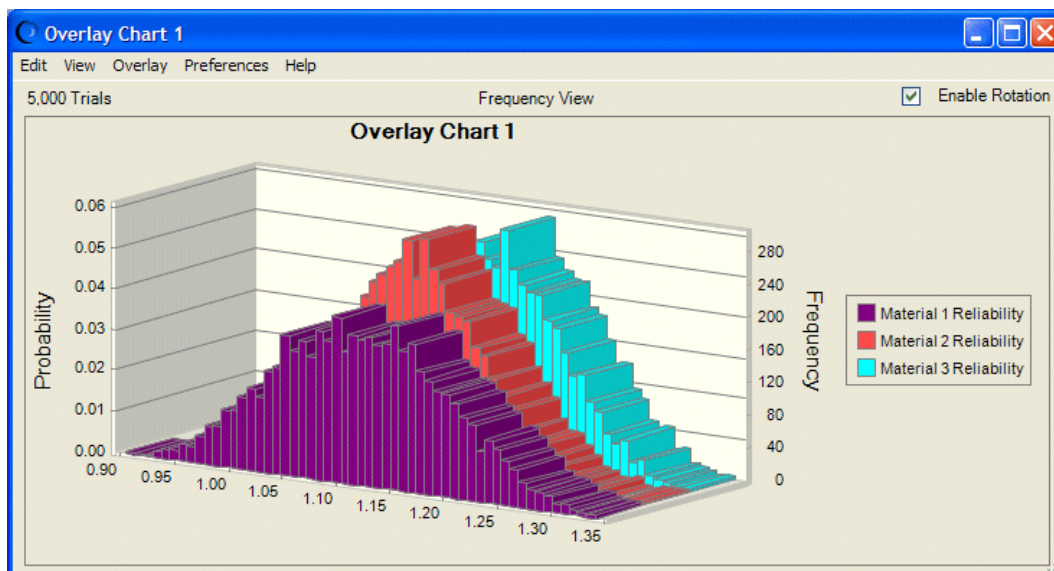 Overlay Chart 1
Edit View Overlay Preferences Help
5,000 Trials Frequency View Enable Rotation
Overlay Chart 1
Probability
0.06
0.05
0.04
0.03
0.02
0.01
0.00
0.90 0.95 1.00 1.05 1.10 1.15 1.20 1.25 1.30 1.35
280
240
200
160
120
80
40
0
Frequency
Material 1 Reliability
Material 2 Reliability
Material 3 Reliability